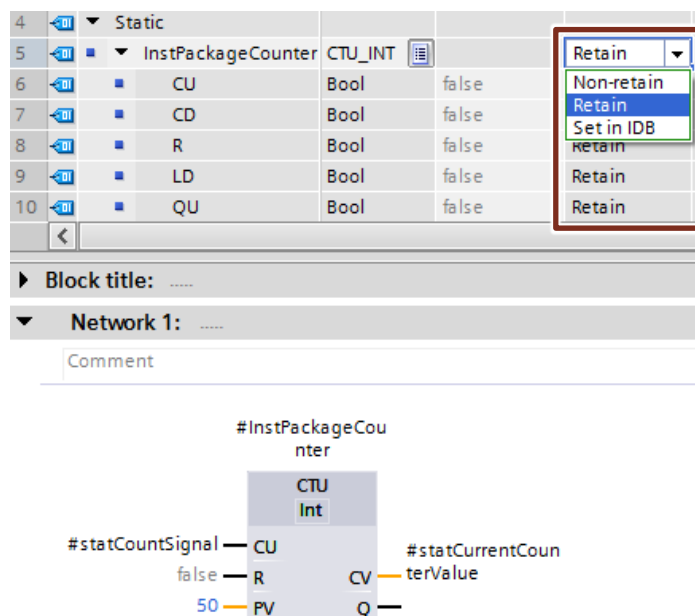 4 Static
5 InstPackageCounter CTU_INT Retain
Non-retain
Retain
Set in IDB
6 CU Bool false
7 CD Bool false
8 R Bool false Retain
9 LD Bool false Retain
10 QU Bool false Retain
Block title: .....
Network 1: .....
Comment
#InstPackageCou
nter
CTU
Int
#statCountSignal CU
#statCurrentCoun
terValue
false R CV
50 PV Q